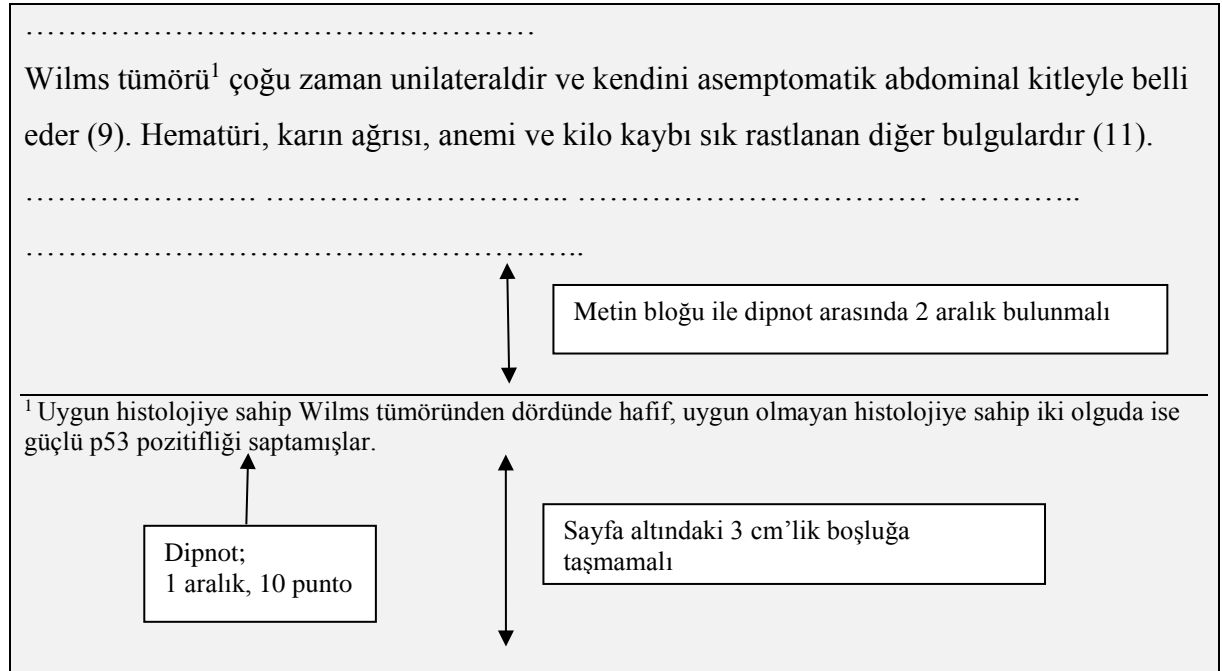 …………………………………………
Wilms tümörü¹ çoğu zaman unilateraldir ve kendini asemptomatik abdominal kitleyle belli
eder (9). Hematüri, karın ağrısı, anemi ve kilo kaybı sık rastlanan diğer bulgulardır (11).
…………………. ……………………….. …………………………… …………..
……………………………………………..
Metin bloğu ile dipnot arasında 2 aralık bulunmalı
¹ Uygun histolojiye sahip Wilms tümöründen dördünde hafif, uygun olmayan histolojiye sahip iki olguda ise
güçlü p53 pozitifliği saptamışlar.
Dipnot;
1 aralık, 10 punto
Sayfa altındaki 3 cm’lik boşluğa
taşmamalı